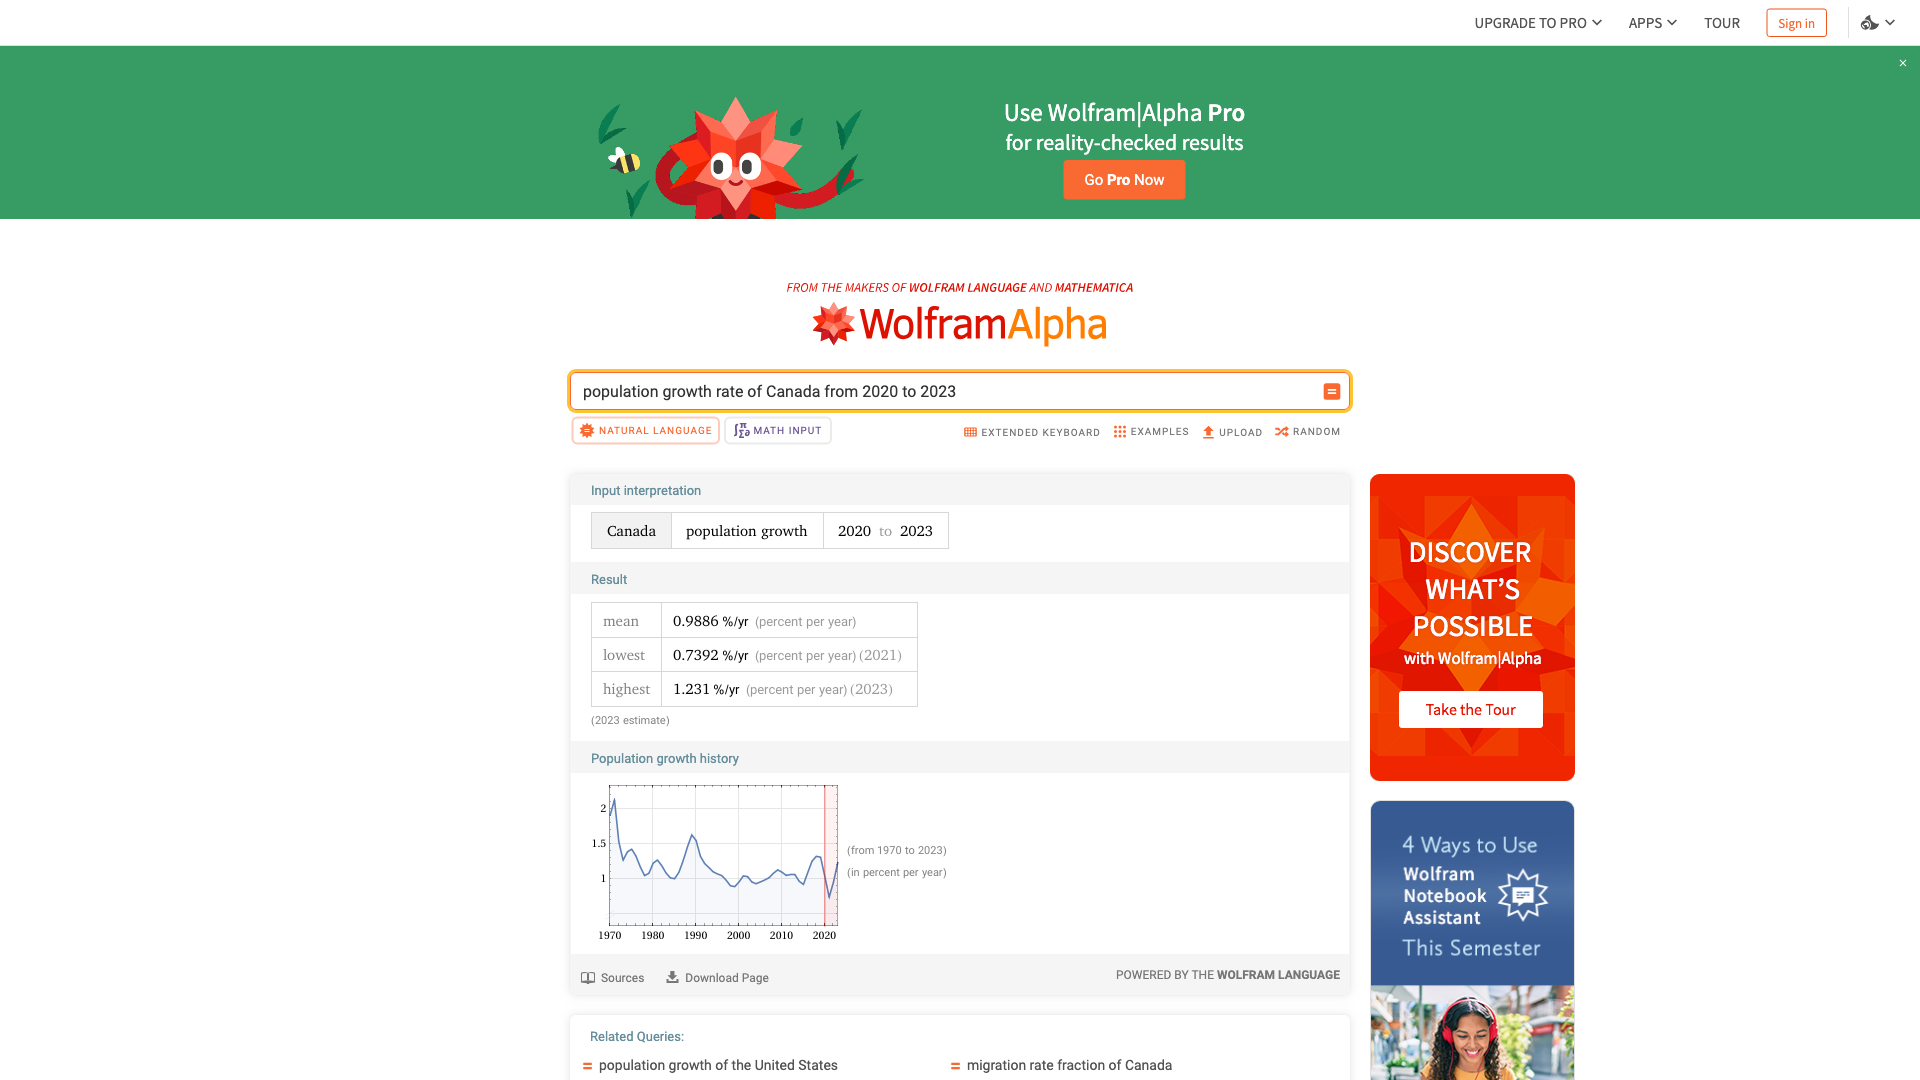 UPGRADE TO PRO APPS TOUR Sign in
Use Wolfram|Alpha Pro
for reality-checked results
Go Pro Now
FROM THE MAKERS OF WOLFRAM LANGUAGE AND MATHEMATICA
WolframAlpha
population growth rate of Canada from 2020 to 2023
NATURAL LANGUAGE MATH INPUT EXTENDED KEYBOARD EXAMPLES UPLOAD RANDOM
Input interpretation
Canada population growth 2020 to 2023
Result
mean 0.9886 %/yr (percent per year)
lowest 0.7392 %/yr (percent per year) (2021)
highest 1.231 %/yr (percent per year) (2023)
(2023 estimate)
Population growth history
2
1.5
1
1970 1980 1990 2000 2010 2020
(from 1970 to 2023)
(in percent per year)
Sources Download Page POWERED BY THE WOLFRAM LANGUAGE
Related Queries:
= population growth of the United States = migration rate fraction of Canada
DISCOVER
WHAT'S
POSSIBLE
with Wolfram|Alpha
Take the Tour
4 Ways to Use
Wolfram
Notebook
Assistant
This Semester